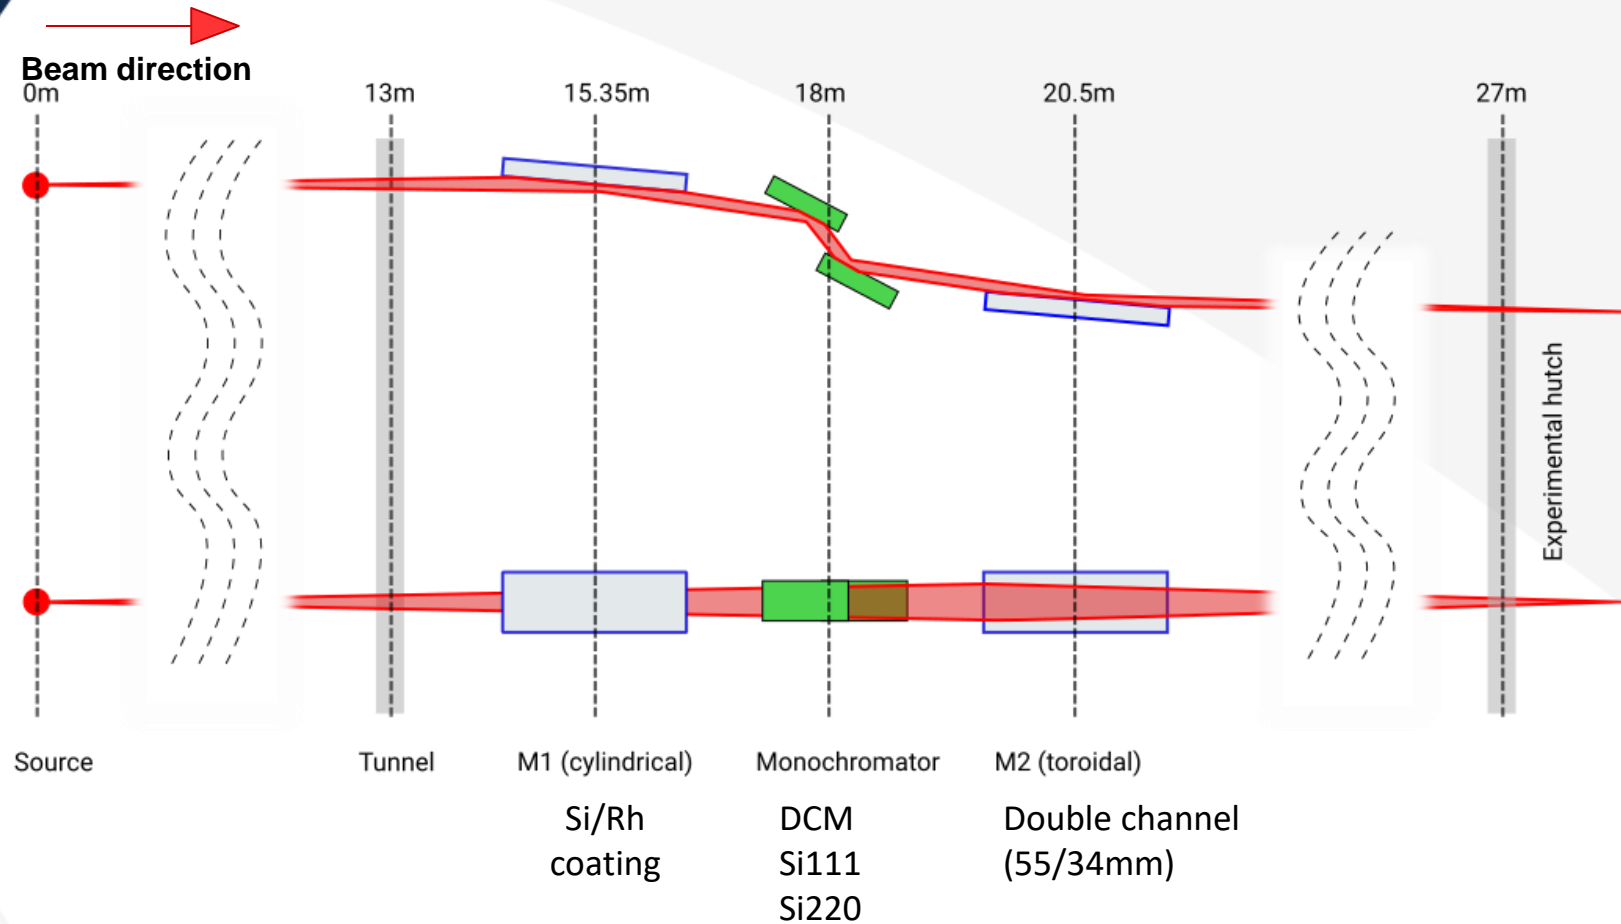 Beam direction
0m
13m
15.35m
18m
20.5m
27m
Experimental hutch
Source
Tunnel
M1 (cylindrical)
Monochromator
M2 (toroidal)
Si/Rh
coating
DCM
Si111
Si220
Double channel
(55/34mm)